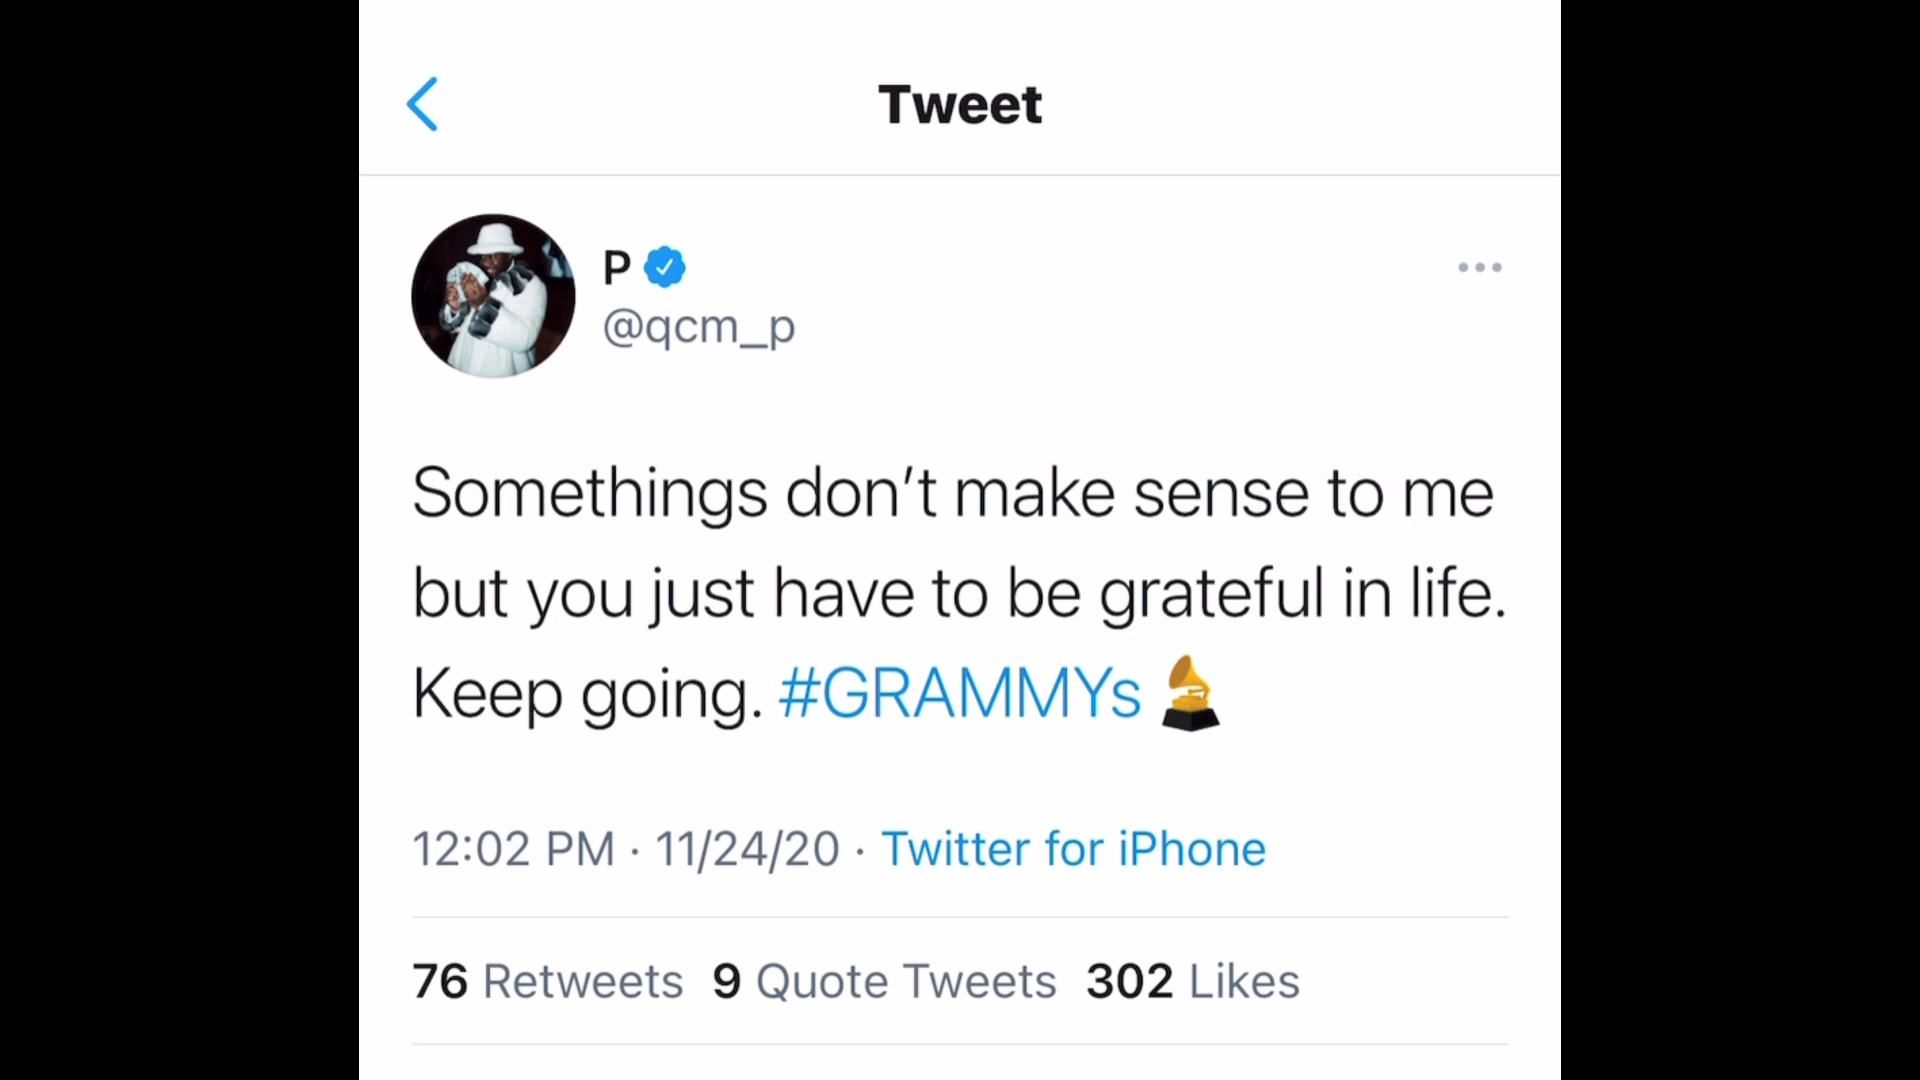 Tweet
P
@qcm_p
Somethings don’t make sense to me
but you just have to be grateful in life.
Keep going. #GRAMMYs
12:02 PM · 11/24/20 · Twitter for iPhone
76 Retweets 9 Quote Tweets 302 Likes